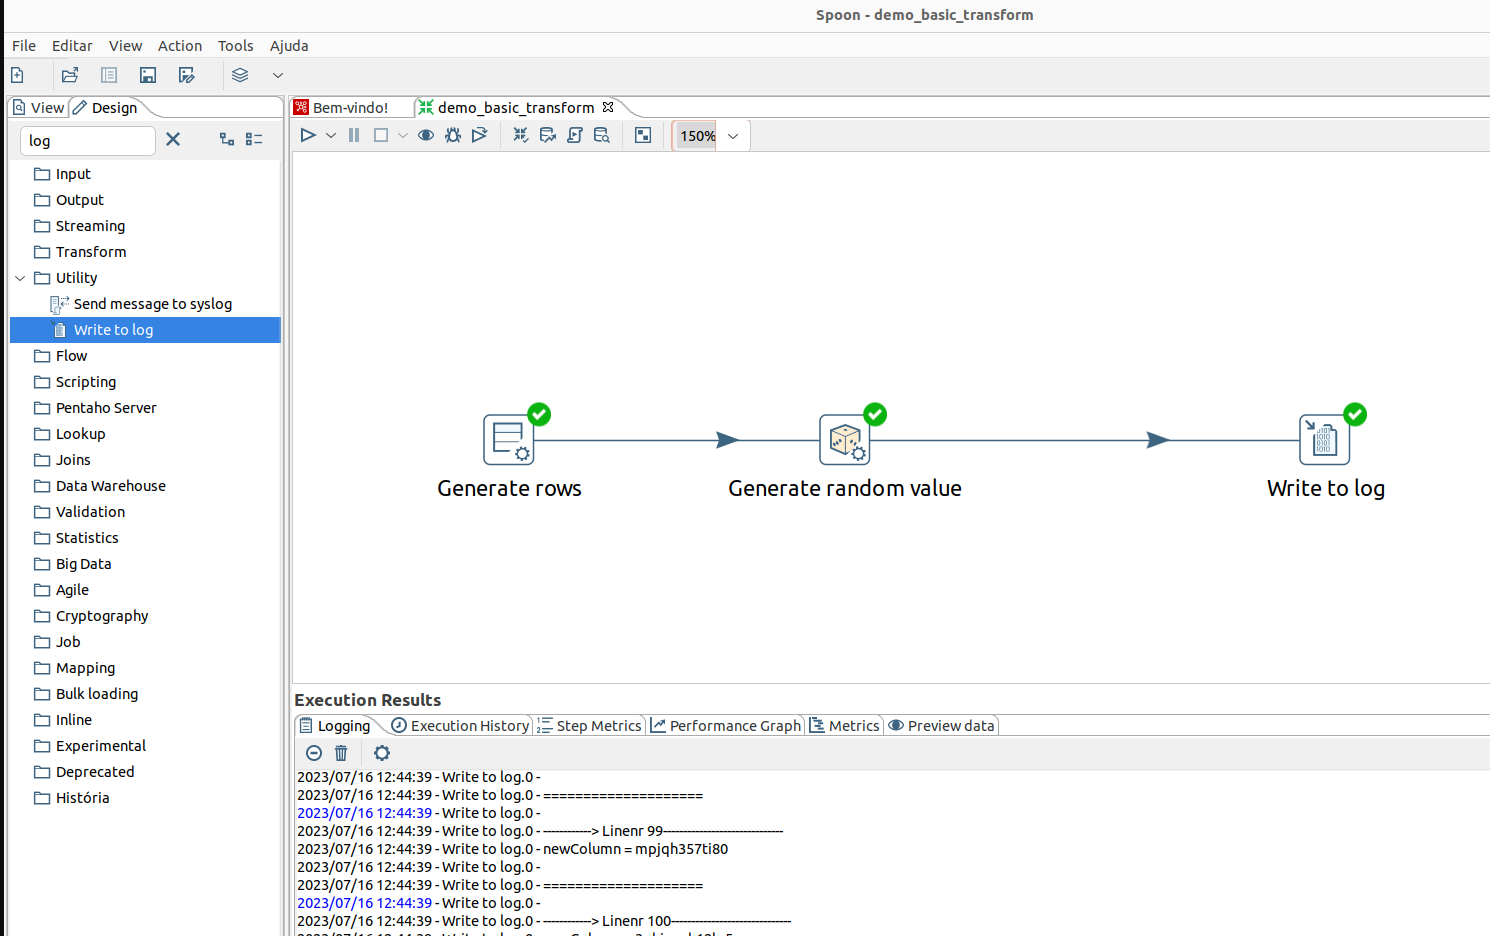 Spoon - demo_basic_transform
File Editar View Action Tools Ajuda
View Design
Bem-vindo! demo_basic_transform
log
150%
Input
Output
Streaming
Transform
Utility
Send message to syslog
Write to log
Flow
Scripting
Pentaho Server
Lookup
Joins
Data Warehouse
Validation
Statistics
Big Data
Agile
Cryptography
Job
Mapping
Bulk loading
Inline
Experimental
Deprecated
História
Generate rows Generate random value Write to log
Execution Results
Logging Execution History Step Metrics Performance Graph Metrics Preview data
2023/07/16 12:44:39 - Write to log.0 -
2023/07/16 12:44:39 - Write to log.0 - ====================
2023/07/16 12:44:39 - Write to log.0 -
2023/07/16 12:44:39 - Write to log.0 - ------------> Linenr 99------------------------------
2023/07/16 12:44:39 - Write to log.0 - newColumn = mpjqh357ti80
2023/07/16 12:44:39 - Write to log.0 -
2023/07/16 12:44:39 - Write to log.0 - ====================
2023/07/16 12:44:39 - Write to log.0 -
2023/07/16 12:44:39 - Write to log.0 - ------------> Linenr 100------------------------------